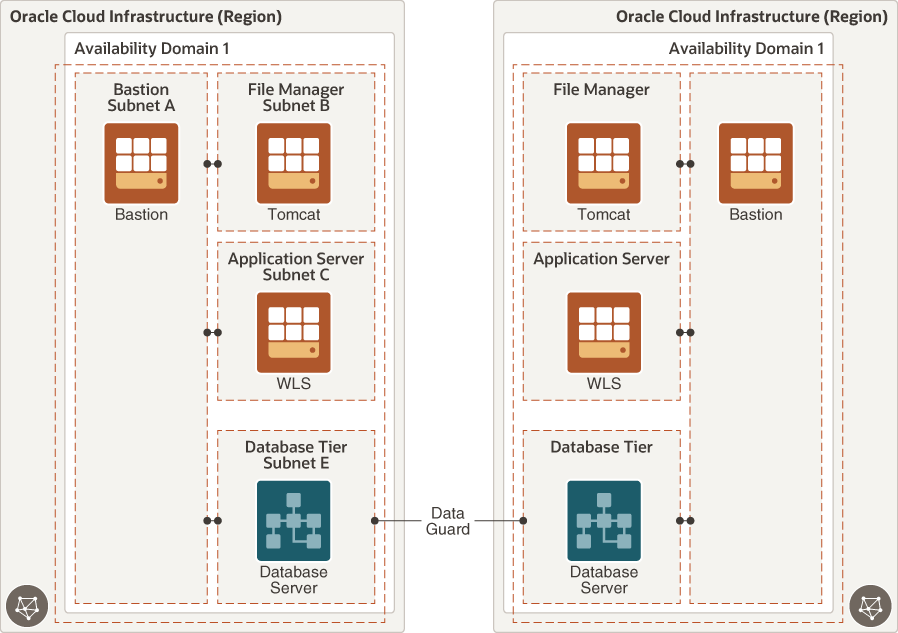 Oracle Cloud Infrastructure (Region)
Availability Domain 1
Bastion
Subnet A
Bastion
File Manager
Subnet B
Tomcat
Application Server
Subnet C
WLS
Database Tier
Subnet E
Database
Server
Data
Guard
Oracle Cloud Infrastructure (Region)
Availability Domain 1
File Manager
Tomcat
Bastion
Application Server
WLS
Database Tier
Database
Server